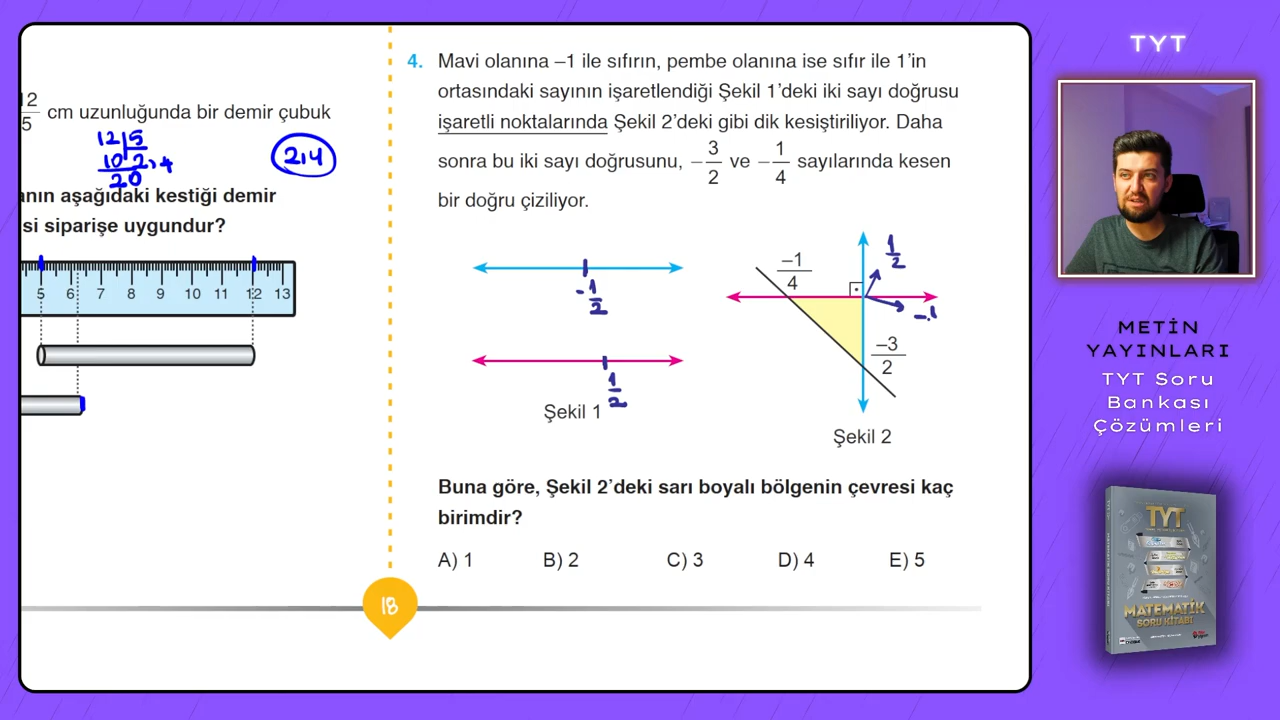 12
5
cm uzunluğunda bir demir çubuk
12 5
10 2,4
20
2,4
anın aşağıdaki kestiği demir
si siparişe uygundur?
5 6 7 8 9 10 11 12 13
4. Mavi olanına –1 ile sıfırın, pembe olanına ise sıfır ile 1’in
ortasındaki sayının işaretlendiği Şekil 1’deki iki sayı doğrusu
işaretli noktalarında Şekil 2’deki gibi dik kesiştiriliyor. Daha
sonra bu iki sayı doğrusunu, –3/2 ve –1/4 sayılarında kesen
bir doğru çiziliyor.
-1/2
1/2
Şekil 1
–1/4
1/2
–3/2
Şekil 2
Buna göre, Şekil 2’deki sarı boyalı bölgenin çevresi kaç
birimdir?
A) 1 B) 2 C) 3 D) 4 E) 5
18
TYT
METİN
YAYINLARI
TYT Soru
Bankası
Çözümleri
TYT
MATEMATİK
SORU KİTABI